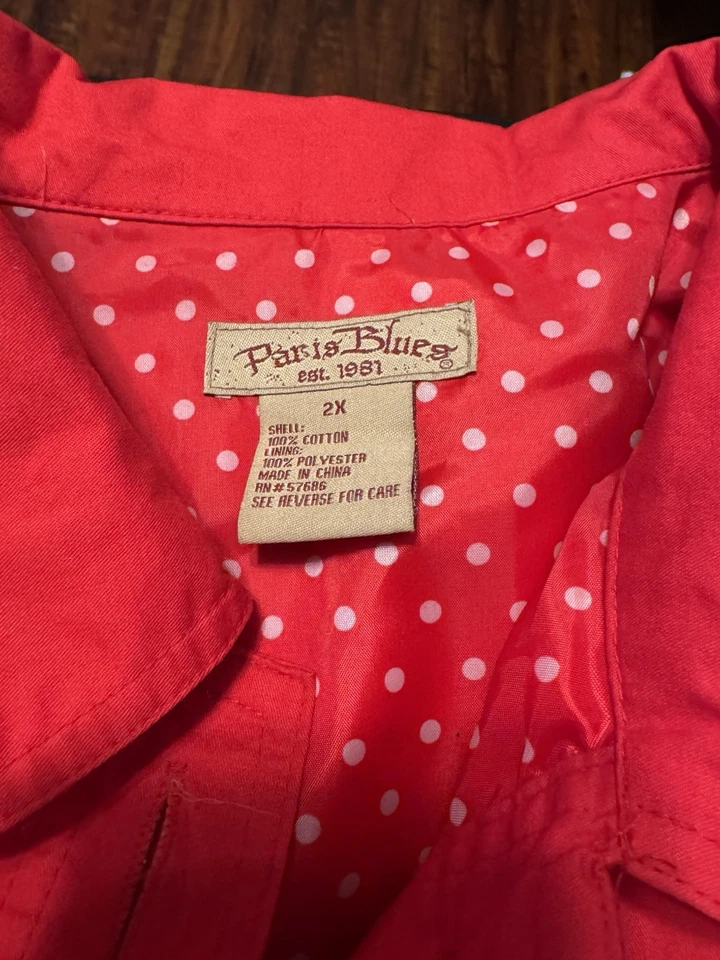 Paris Blues
est. 1981
2X
SHELL:
100% COTTON
LINING:
100% POLYESTER
MADE IN CHINA
RN# 57686
SEE REVERSE FOR CARE